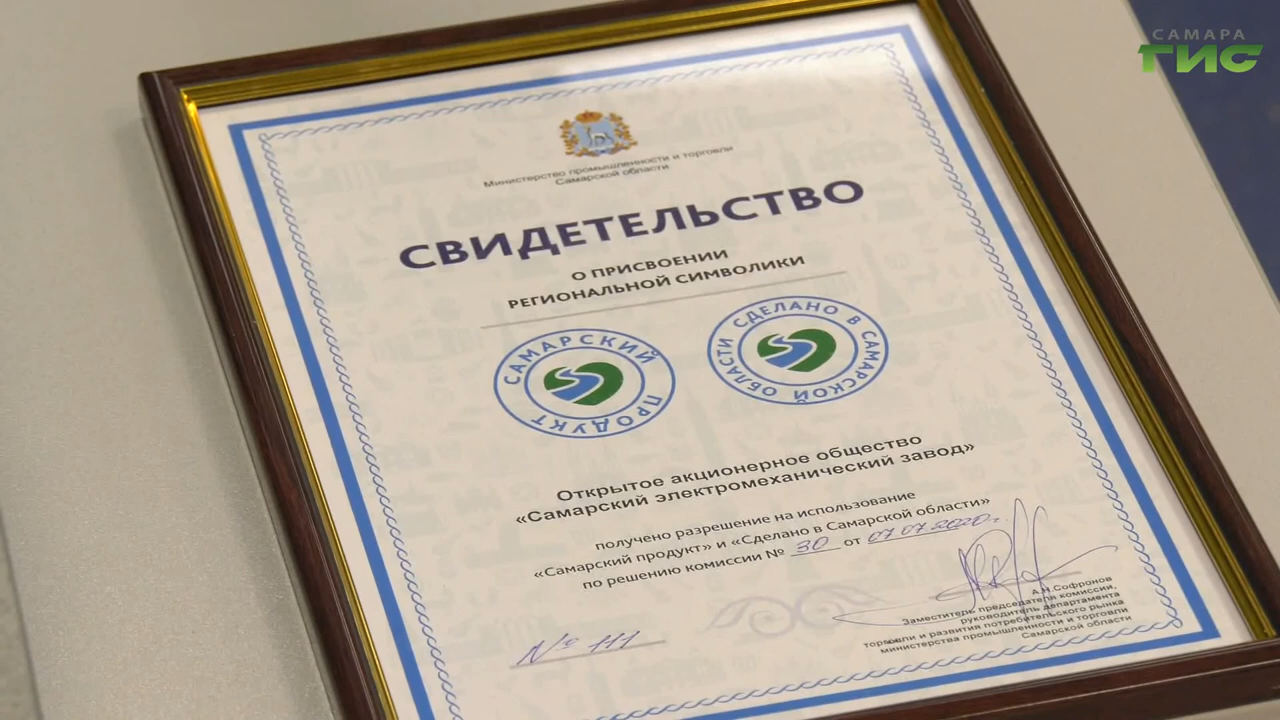 САМАРА
ГИС
Министерство промышленности и торговли
Самарской области
СВИДЕТЕЛЬСТВО
О ПРИСВОЕНИИ
РЕГИОНАЛЬНОЙ СИМВОЛИКИ
САМАРСКИЙ ПРОДУКТ
СДЕЛАНО В САМАРСКОЙ ОБЛАСТИ
Открытое акционерное общество
«Самарский электромеханический завод»
получено разрешение на использование
«Самарский продукт» и «Сделано в Самарской области»
по решению комиссии № 30 от 07.07.2020г.
А.Н.Софронов
Заместитель председателя комиссии,
руководитель департамента
торговли и развития потребительского рынка
министерства промышленности и торговли
Самарской области
№ 111